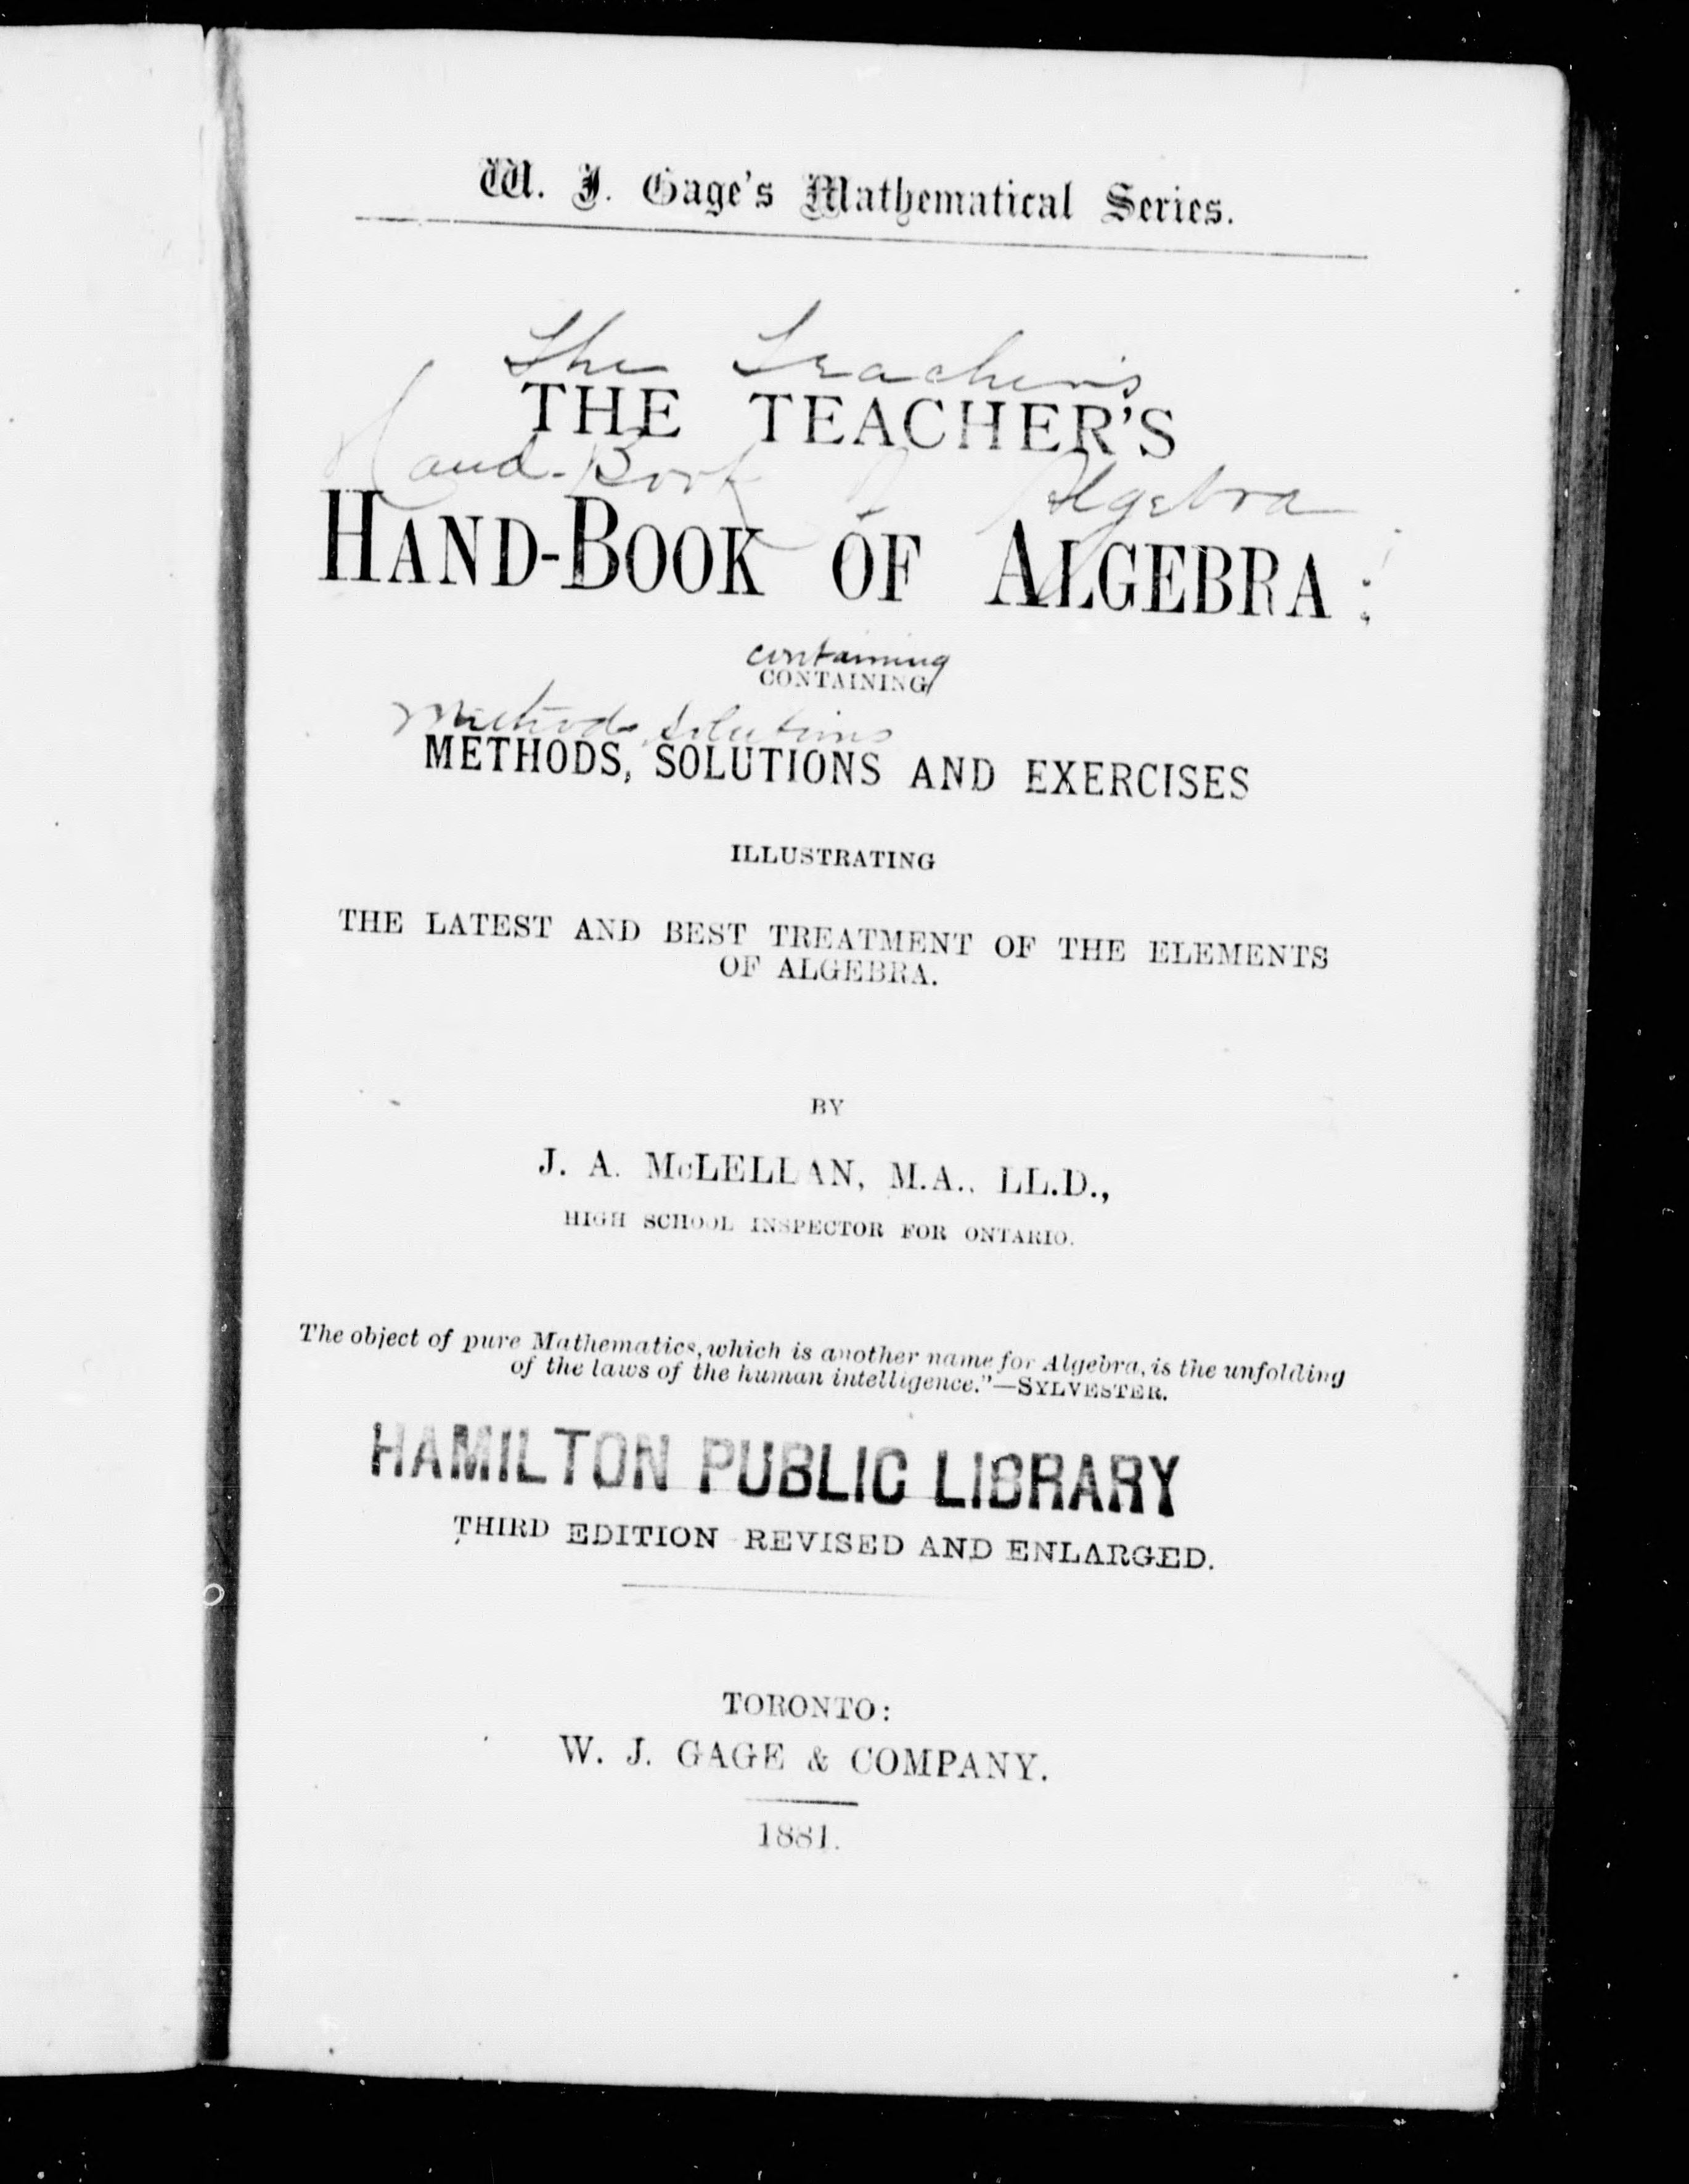 W. J. Gage's Mathematical Series.
The Teacher's
THE TEACHER'S
Hand-Book of Algebra
HAND-BOOK OF ALGEBRA:
containing
CONTAINING
Methods, Solutions
METHODS, SOLUTIONS AND EXERCISES
ILLUSTRATING
THE LATEST AND BEST TREATMENT OF THE ELEMENTS
OF ALGEBRA.
BY
J. A. McLELLAN, M.A., LL.D.,
HIGH SCHOOL INSPECTOR FOR ONTARIO.
The object of pure Mathematics, which is another name for Algebra, is the unfolding
of the laws of the human intelligence."—SYLVESTER.
HAMILTON PUBLIC LIBRARY
THIRD EDITION REVISED AND ENLARGED.
TORONTO:
W. J. GAGE & COMPANY.
1881.